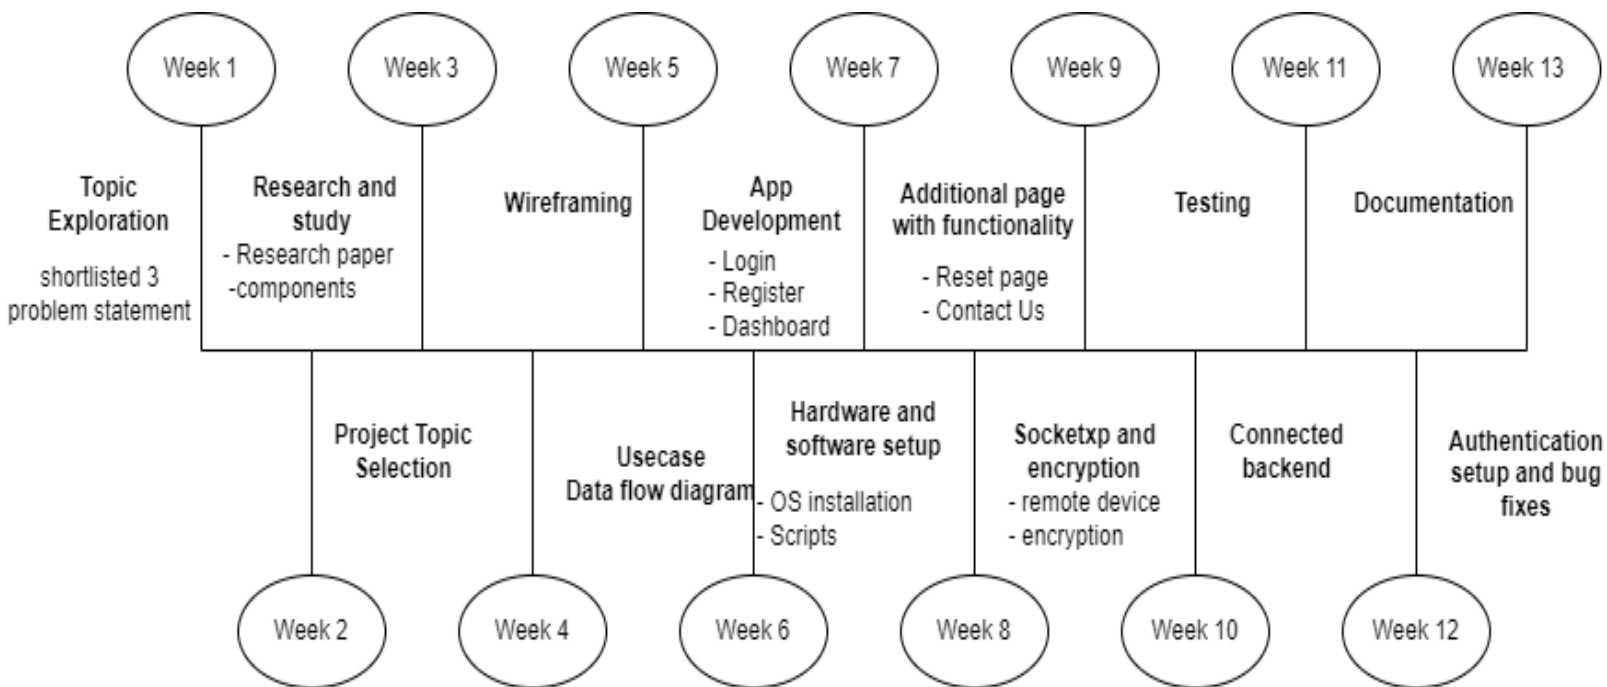 Week 1
Week 3
Week 5
Week 7
Week 9
Week 11
Week 13
Topic
Exploration
shortlisted 3
problem statement
Research and
study
- Research paper
-components
Wireframing
App
Development
- Login
- Register
- Dashboard
Additional page
with functionality
- Reset page
- Contact Us
Testing
Documentation
Project Topic
Selection
Usecase
Data flow diagram
Hardware and
software setup
- OS installation
- Scripts
Socketxp and
encryption
- remote device
- encryption
Connected
backend
Authentication
setup and bug
fixes
Week 2
Week 4
Week 6
Week 8
Week 10
Week 12